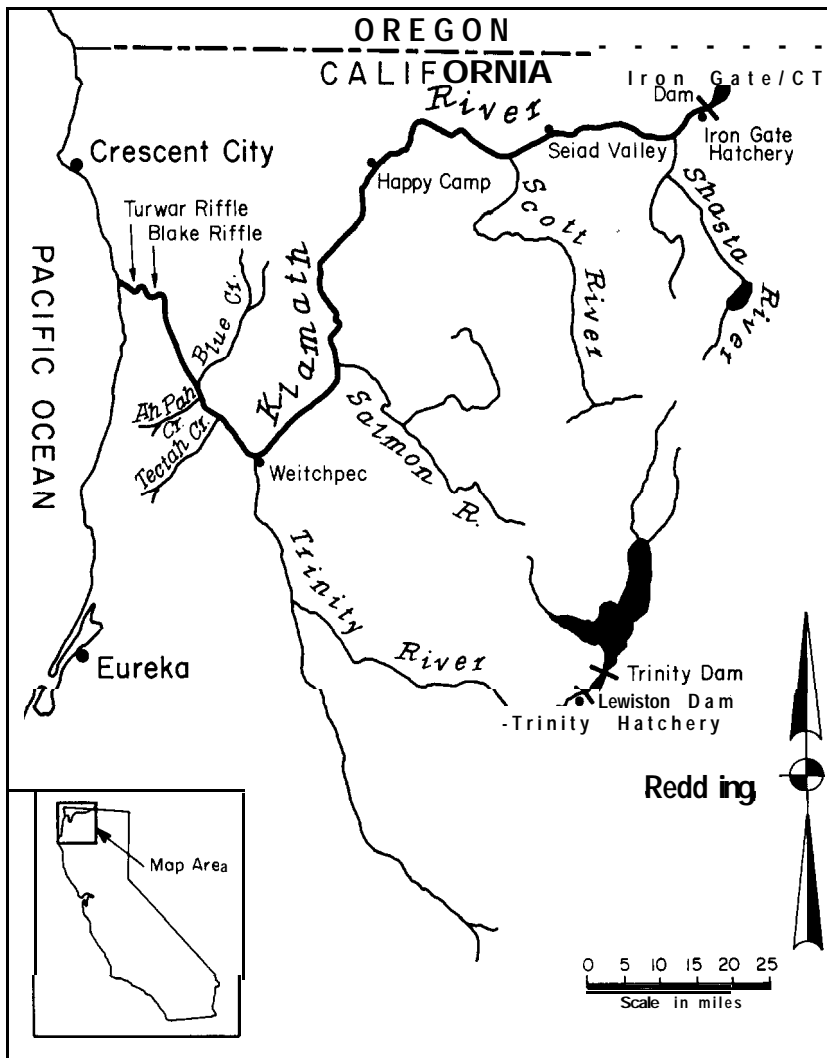 OREGON
CALIFORNIA
Iron Gate/CT
Dam
Iron Gate
Hatchery
River
Seiad Valley
Crescent City
Happy Camp
Turwar Riffle
Blake Riffle
Scott
River
Shasta
River
PACIFIC OCEAN
Klamath
Blue Cr.
Ah Pah
Cr.
Tectah Cr.
Salmon R.
Weitchpec
Trinity
River
Eureka
Trinity Dam
Lewiston Dam
-Trinity Hatchery
Redd ing,
Map Area
0 5 10 15 20 25
Scale in miles